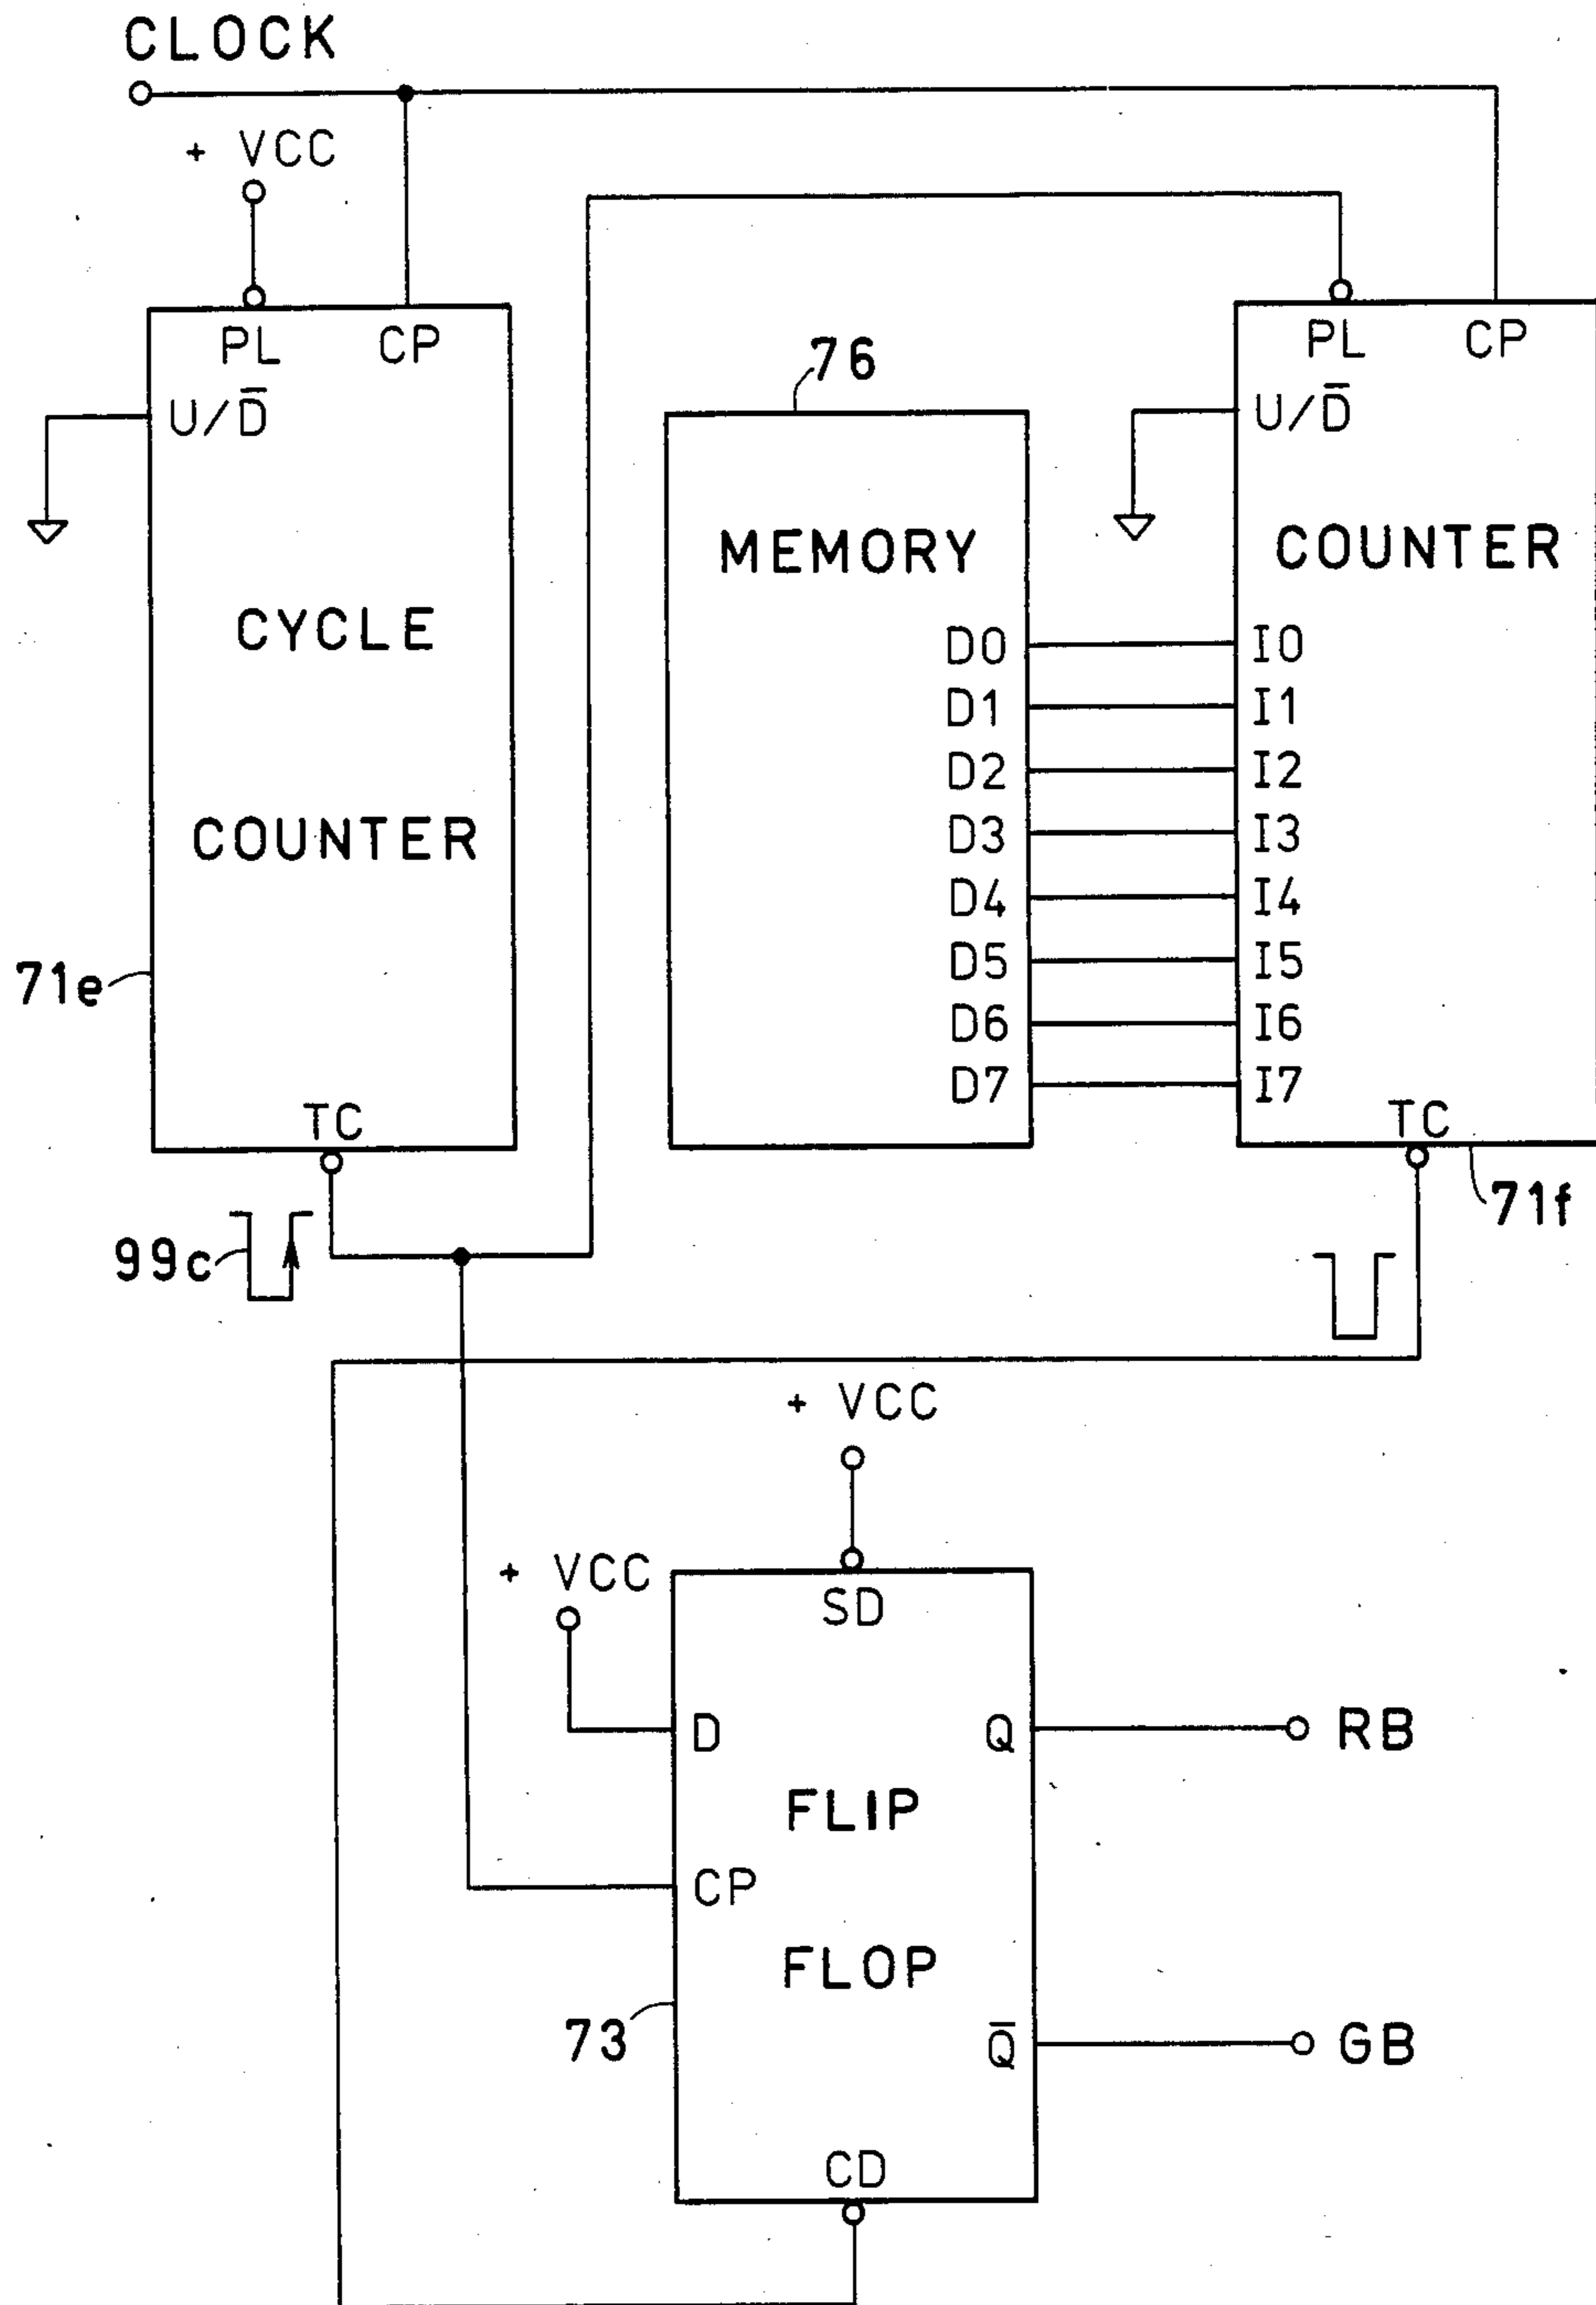 CLOCK
+ VCC
PL CP
U/D̅
CYCLE
COUNTER
71e
TC
99c
76
MEMORY
D0
D1
D2
D3
D4
D5
D6
D7
PL CP
U/D̅
COUNTER
I0
I1
I2
I3
I4
I5
I6
I7
TC
71f
+ VCC
+ VCC
SD
D
Q
RB
FLIP
CP
FLOP
73
Q̅
GB
CD